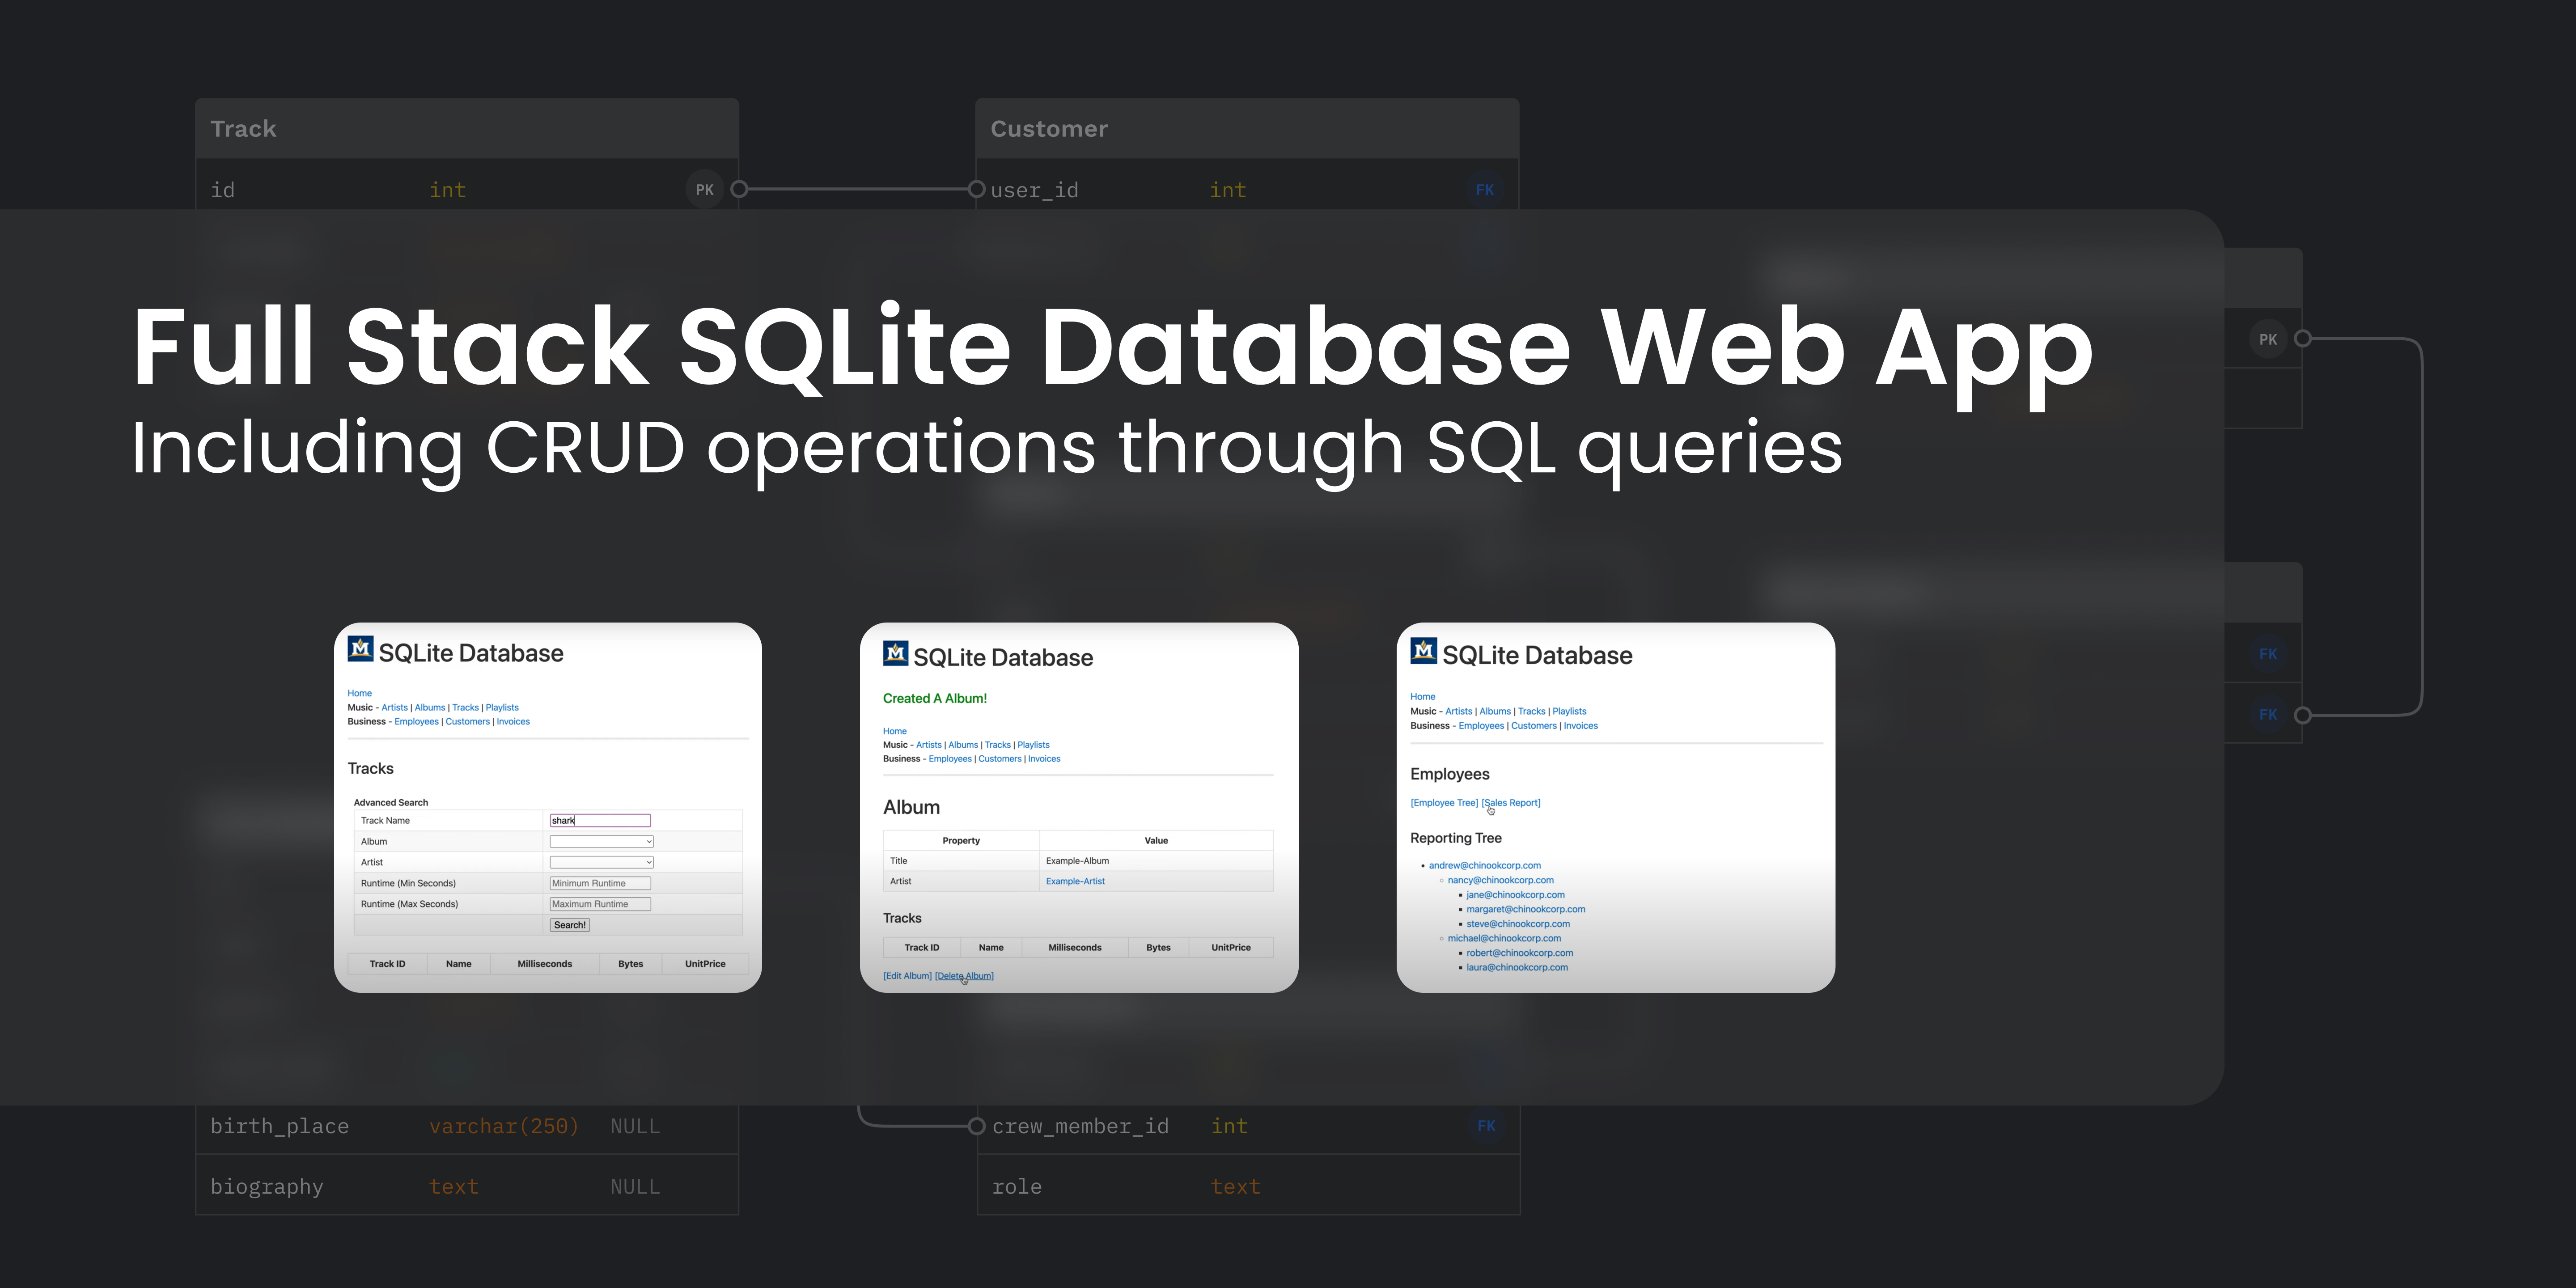 Track
id int PK
Customer
user_id int FK
PK
FK
FK
Full Stack SQLite Database Web App
Including CRUD operations through SQL queries
M SQLite Database
Home
Music - Artists | Albums | Tracks | Playlists
Business - Employees | Customers | Invoices
Tracks
Advanced Search
Track Name shark
Album
Artist
Runtime (Min Seconds) Minimum Runtime
Runtime (Max Seconds) Maximum Runtime
Search!
Track ID Name Milliseconds Bytes UnitPrice
M SQLite Database
Created A Album!
Home
Music - Artists | Albums | Tracks | Playlists
Business - Employees | Customers | Invoices
Album
Property Value
Title Example-Album
Artist Example-Artist
Tracks
Track ID Name Milliseconds Bytes UnitPrice
[Edit Album] [Delete Album]
M SQLite Database
Home
Music - Artists | Albums | Tracks | Playlists
Business - Employees | Customers | Invoices
Employees
[Employee Tree] [Sales Report]
Reporting Tree
andrew@chinookcorp.com
nancy@chinookcorp.com
jane@chinookcorp.com
margaret@chinookcorp.com
steve@chinookcorp.com
michael@chinookcorp.com
robert@chinookcorp.com
laura@chinookcorp.com
birth_place varchar(250) NULL
biography text NULL
crew_member_id int FK
role text